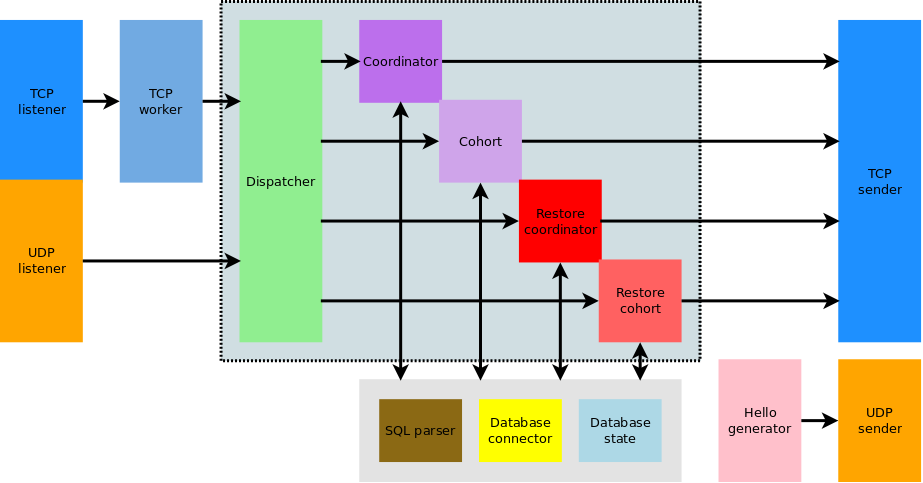 TCP
listener
TCP
worker
UDP
listener
Dispatcher
Coordinator
Cohort
Restore
coordinator
Restore
cohort
TCP
sender
SQL parser
Database
connector
Database
state
Hello
generator
UDP
sender